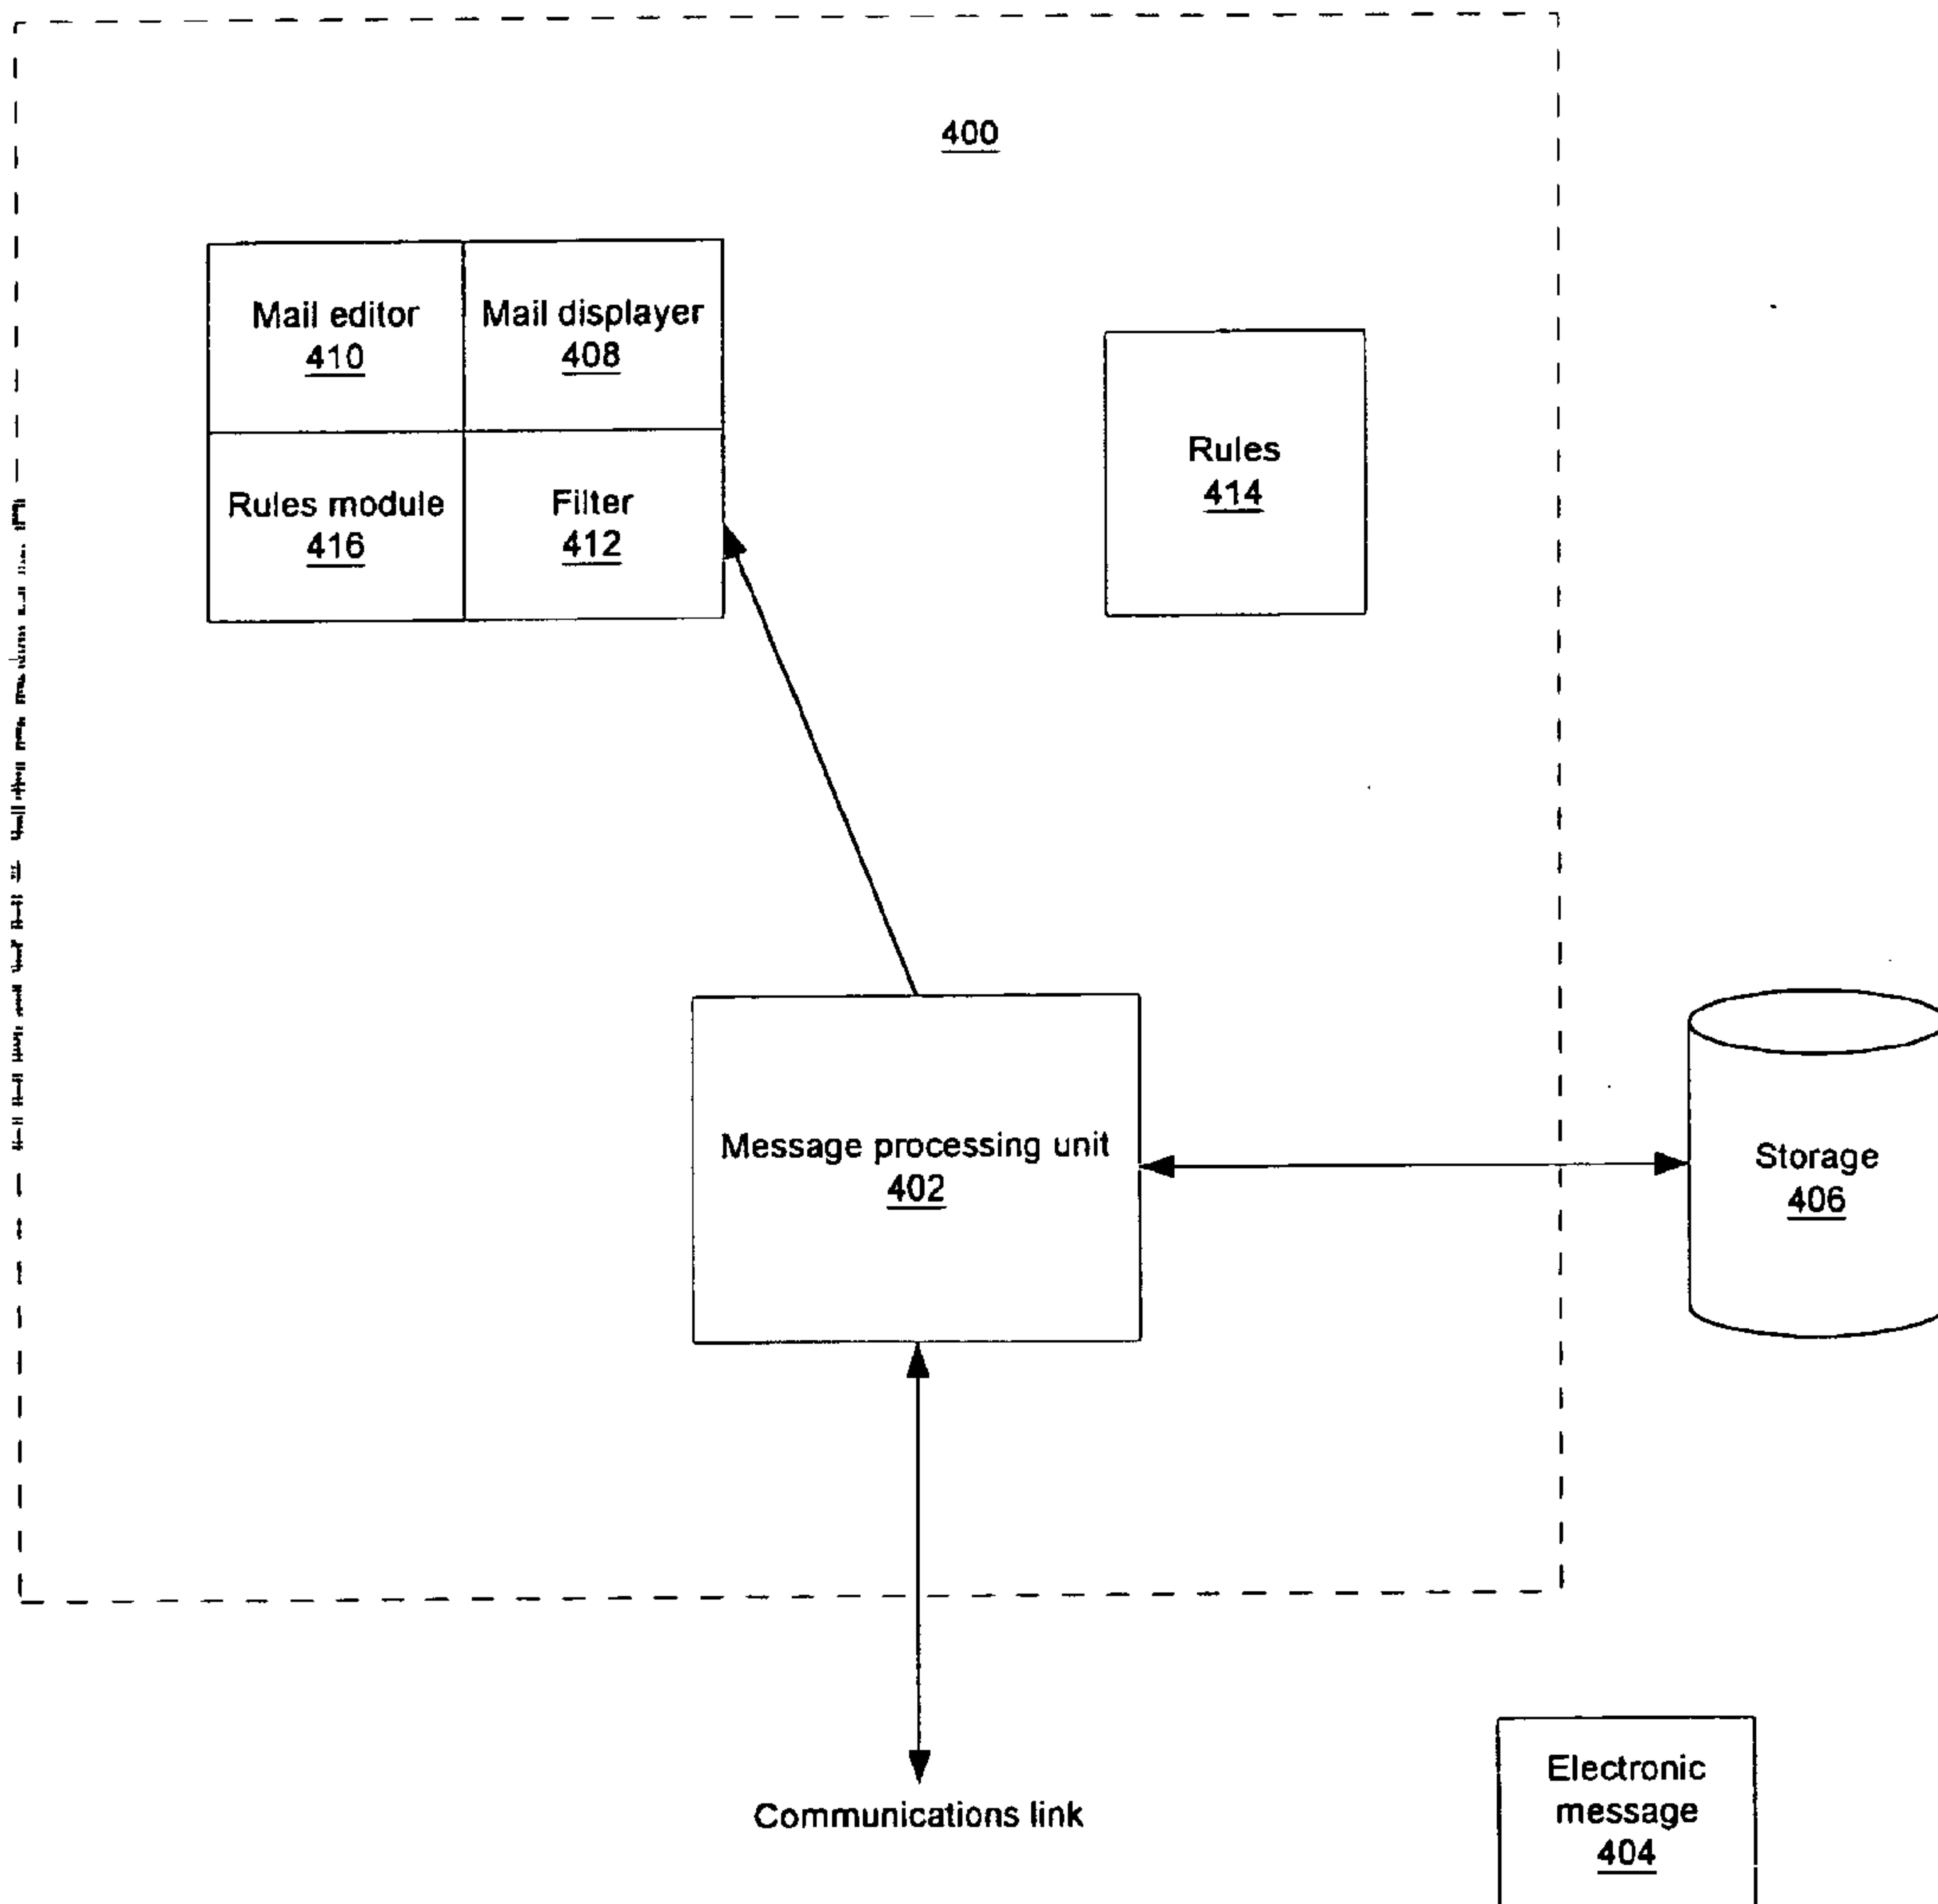 400
Mail editor
410
Mail displayer
408
Rules module
416
Filter
412
Rules
414
Message processing unit
402
Storage
406
Communications link
Electronic
message
404